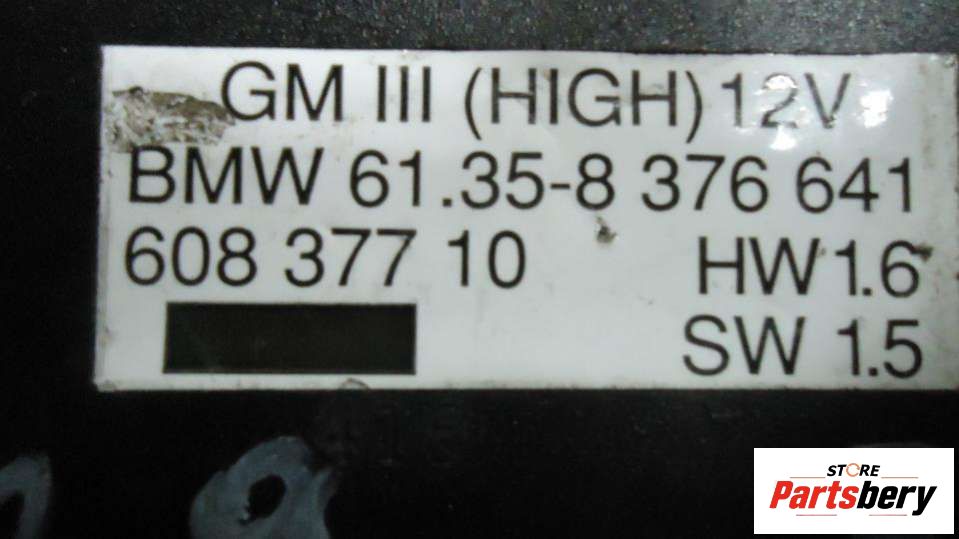 GM III (HIGH) 12V
BMW 61.35-8 376 641
608 377 10 HW 1.6
SW 1.5
STORE
Partsbery